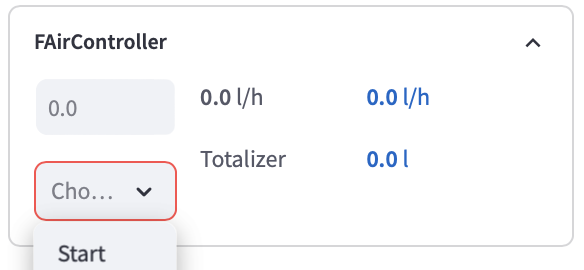 FAirController
0.0 0.0 l/h 0.0 l/h
Totalizer 0.0 l
Cho...
Start